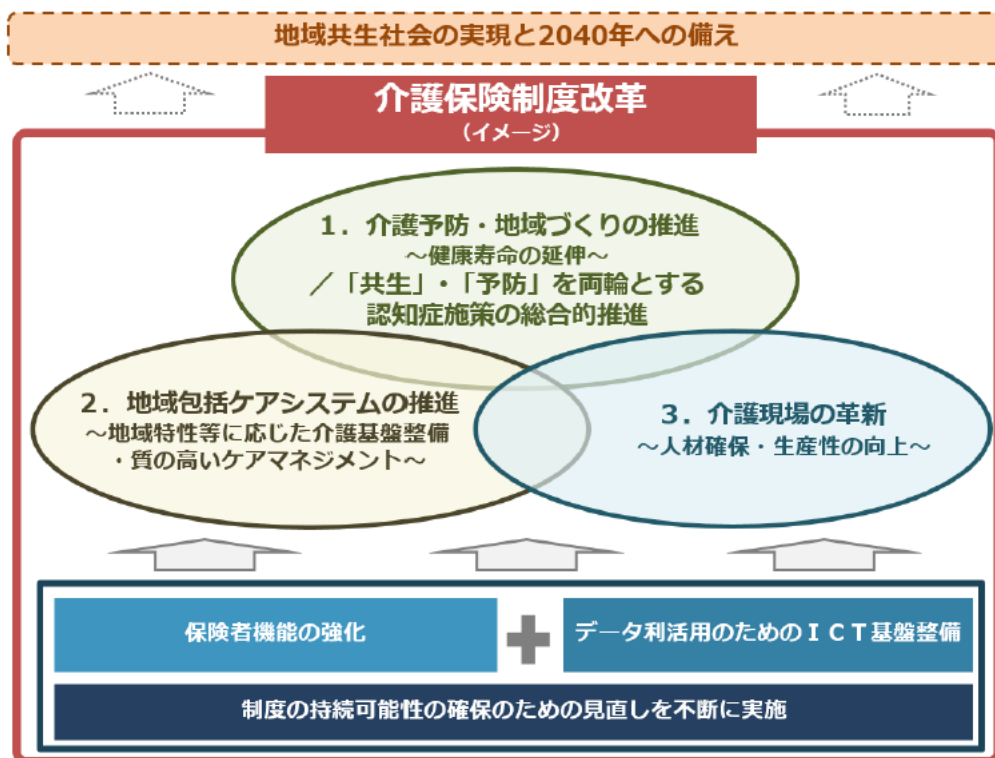 地域共生社会の実現と2040年への備え
介護保険制度改革
（イメージ）
1．介護予防・地域づくりの推進
～健康寿命の延伸～
／「共生」・「予防」を両輪とする
認知症施策の総合的推進
2．地域包括ケアシステムの推進
～地域特性等に応じた介護基盤整備
・質の高いケアマネジメント～
3．介護現場の革新
～人材確保・生産性の向上～
保険者機能の強化
データ利活用のためのＩＣＴ基盤整備
制度の持続可能性の確保のための見直しを不断に実施